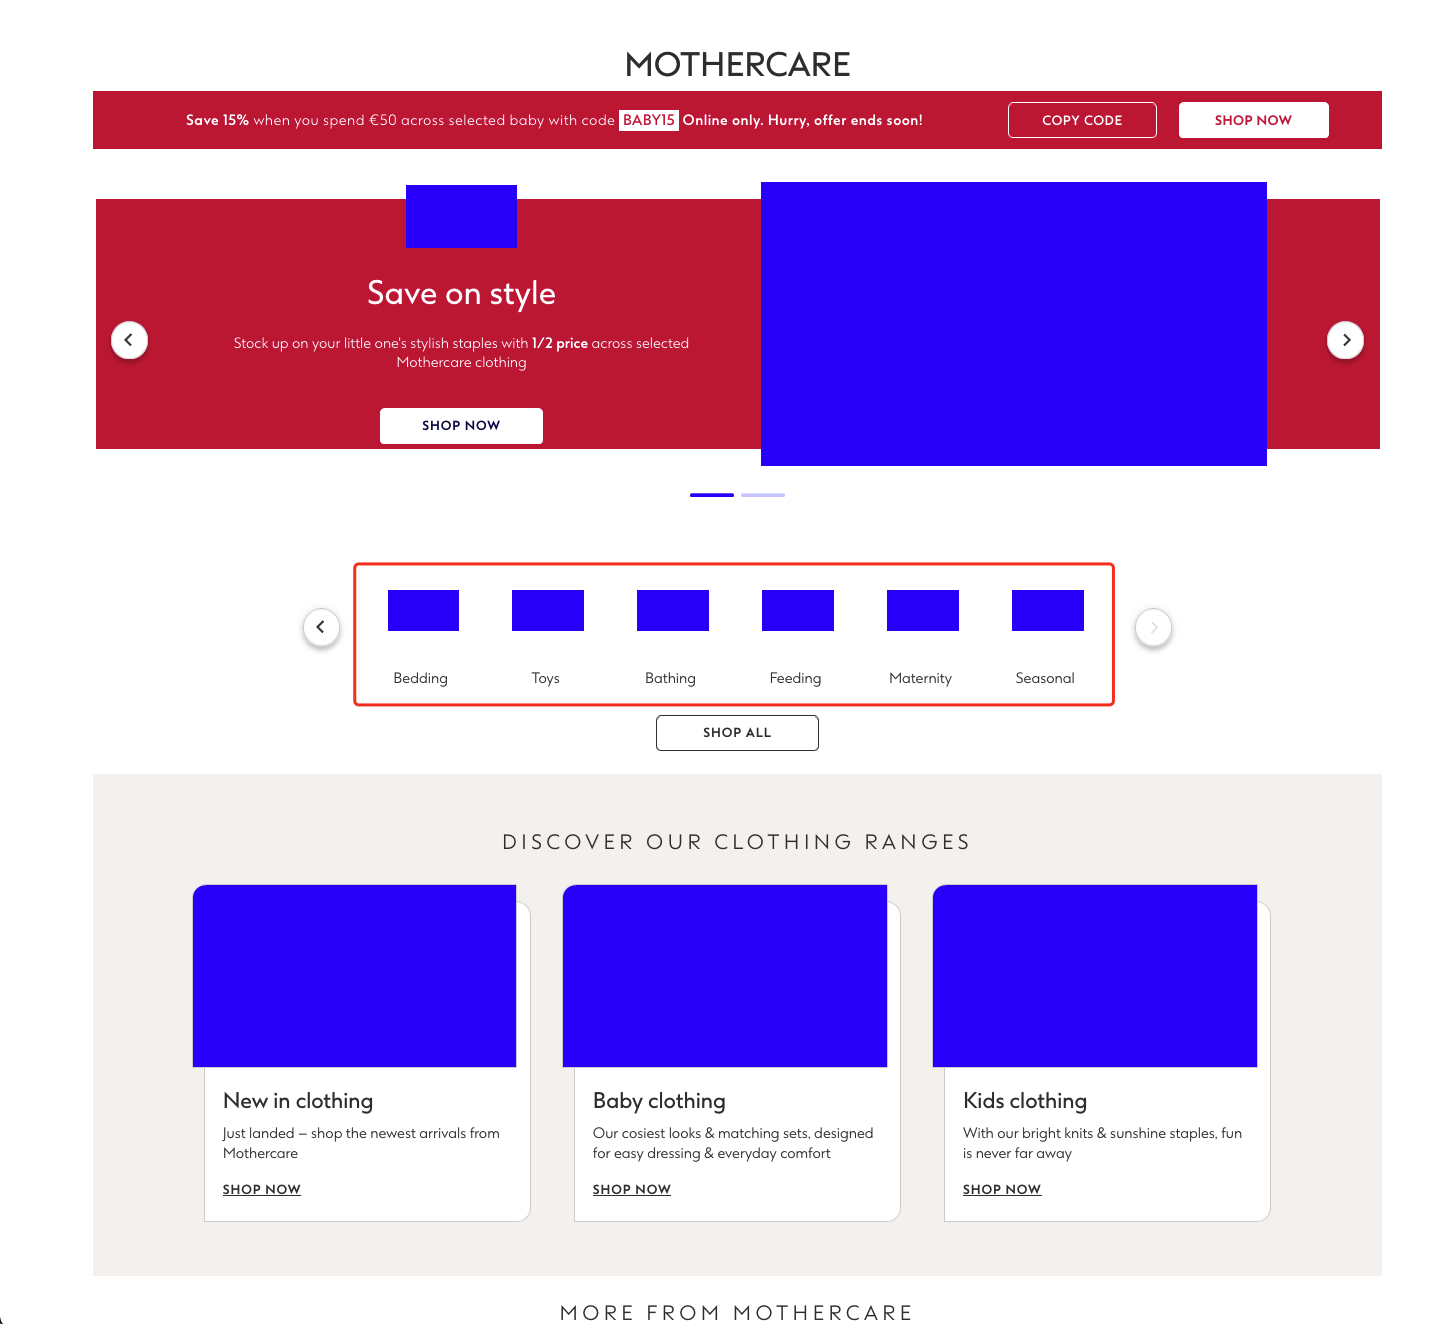 MOTHERCARE
Save 15% when you spend €50 across selected baby with code BABY15 Online only. Hurry, offer ends soon!
COPY CODE
SHOP NOW
Save on style
Stock up on your little one's stylish staples with 1/2 price across selected
Mothercare clothing
SHOP NOW
Bedding
Toys
Bathing
Feeding
Maternity
Seasonal
SHOP ALL
DISCOVER OUR CLOTHING RANGES
New in clothing
Just landed – shop the newest arrivals from
Mothercare
SHOP NOW
Baby clothing
Our cosiest looks & matching sets, designed
for easy dressing & everyday comfort
SHOP NOW
Kids clothing
With our bright knits & sunshine staples, fun
is never far away
SHOP NOW
MORE FROM MOTHERCARE